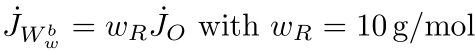 $\dot{J}_{W_w^b} = w_R \dot{J}_O$ with $w_R = 10\,\mathrm{g/mol}$